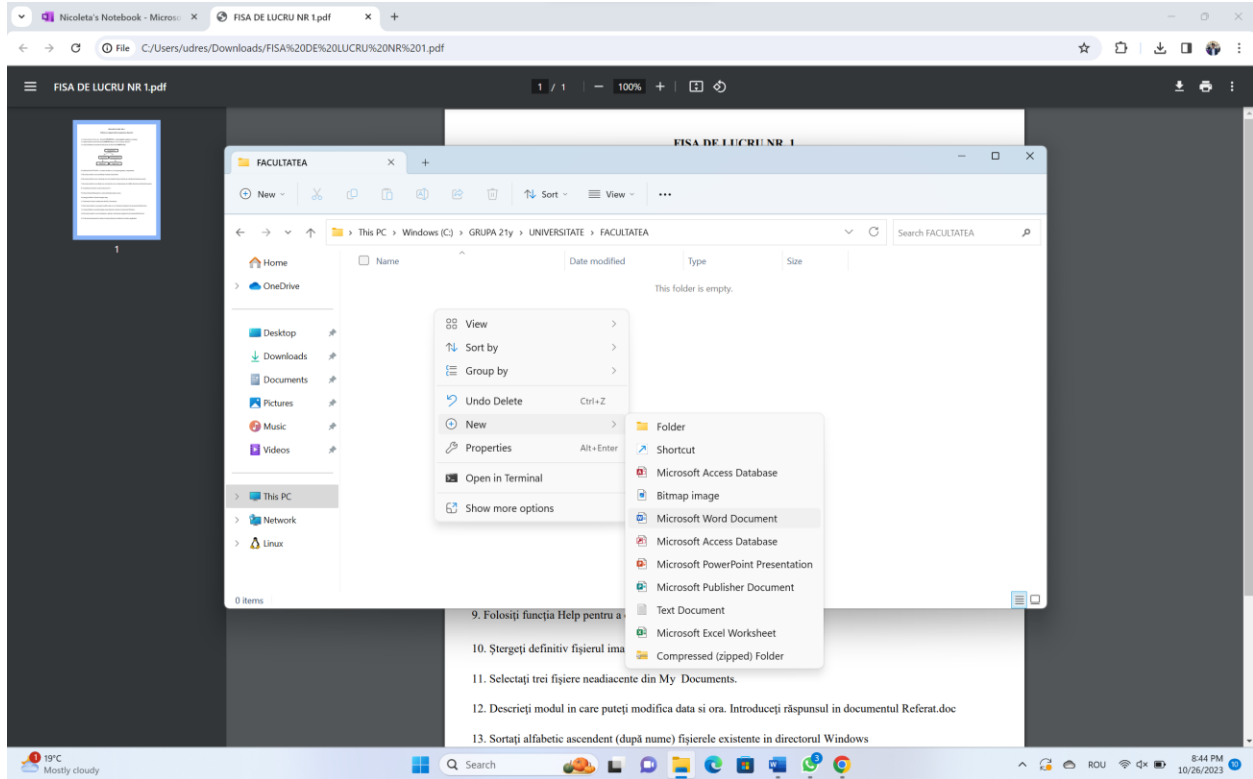 Nicoleta's Notebook - Microso
FISA DE LUCRU NR 1.pdf
File C:/Users/udres/Downloads/FISA%20DE%20LUCRU%20NR%201.pdf
FISA DE LUCRU NR 1.pdf
1 / 1
100%
1
FISA DE LUCRU NR. 1
FACULTATEA
New
Sort
View
This PC > Windows (C:) > GRUPA 21y > UNIVERSITATE > FACULTATEA
Search FACULTATEA
Home
OneDrive
Desktop
Downloads
Documents
Pictures
Music
Videos
This PC
Network
Linux
Name Date modified Type Size
This folder is empty.
View
Sort by
Group by
Undo Delete Ctrl+Z
New
Properties Alt+Enter
Open in Terminal
Show more options
Folder
Shortcut
Microsoft Access Database
Bitmap image
Microsoft Word Document
Microsoft Access Database
Microsoft PowerPoint Presentation
Microsoft Publisher Document
Text Document
Microsoft Excel Worksheet
Compressed (zipped) Folder
0 items
9. Folosiți funcția Help pentru a
10. Ștergeți definitiv fișierul ima
11. Selectați trei fișiere neadiacente din My Documents.
12. Descrieți modul in care puteți modifica data si ora. Introduceți răspunsul in documentul Referat.doc
13. Sortați alfabetic ascendent (după nume) fișierele existente in directorul Windows
1
19°C
Mostly cloudy
Search
3
ROU
8:44 PM
10/26/2023
10